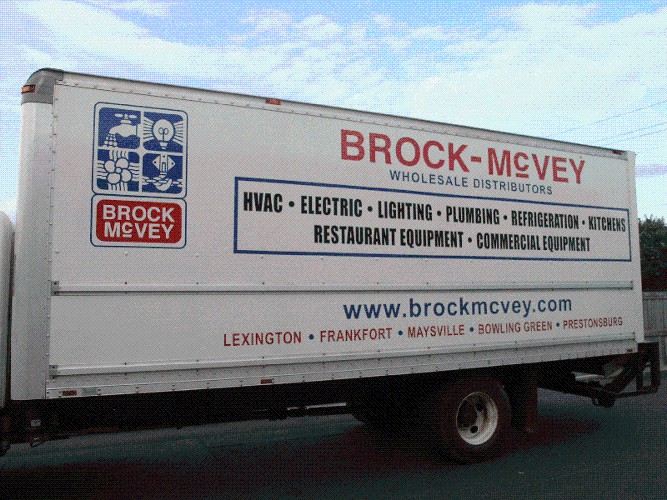 BROCK
McVEY
BROCK-McVEY
WHOLESALE DISTRIBUTORS
HVAC • ELECTRIC • LIGHTING • PLUMBING • REFRIGERATION • KITCHENS
RESTAURANT EQUIPMENT • COMMERCIAL EQUIPMENT
www.brockmcvey.com
LEXINGTON • FRANKFORT • MAYSVILLE • BOWLING GREEN • PRESTONSBURG